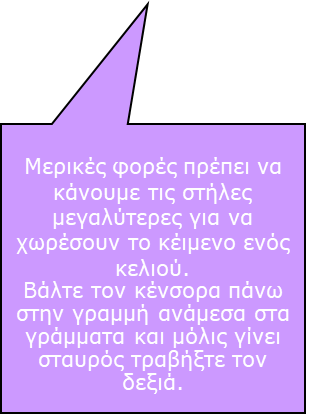 Μερικές φορές πρέπει να
κάνουμε τις στήλες
μεγαλύτερες για να
χωρέσουν το κέιμενο ενός
κελιού.
Βάλτε τον κένσορα πάνω
στην γραμμή ανάμεσα στα
γράμματα και μόλις γίνει
σταυρός τραβήξτε τον
δεξιά.